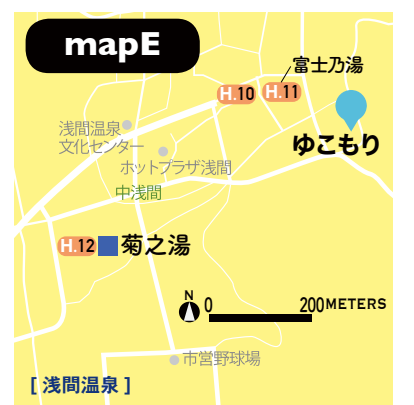 mapE
富士乃湯
H.10
H.11
浅間温泉
文化センター
ゆこもり
ホットプラザ浅間
中浅間
H.12
菊之湯
N
0
200METERS
市営野球場
[ 浅間温泉 ]